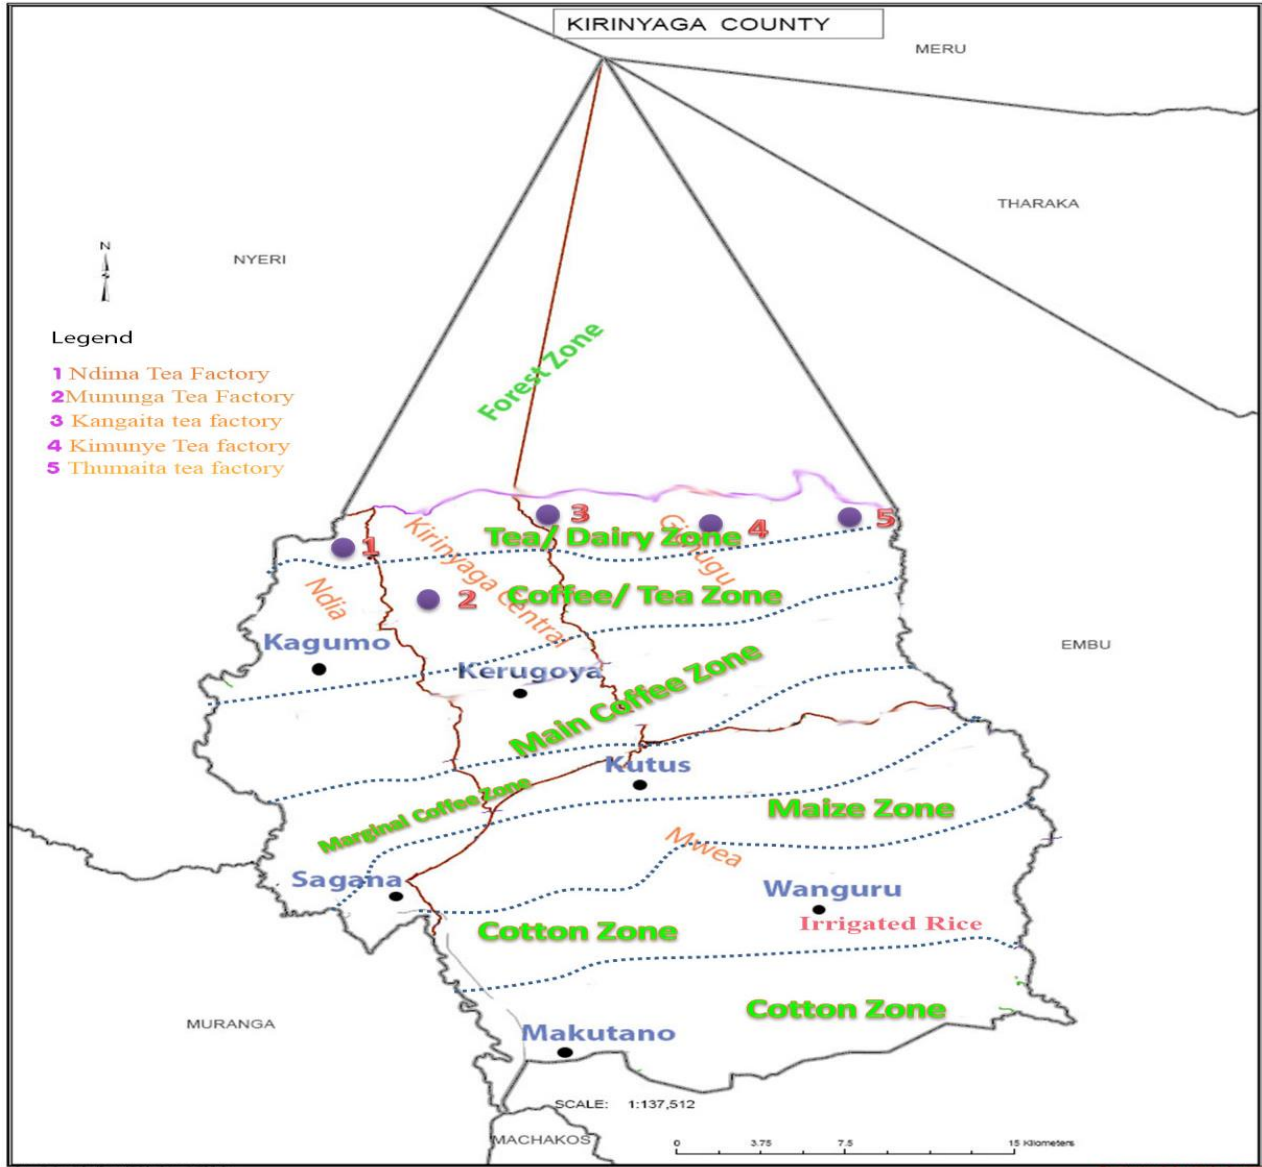 KIRINYAGA COUNTY
MERU
THARAKA
NYERI
N
Legend
1 Ndima Tea Factory
2Mununga Tea Factory
3 Kangaita tea factory
4 Kimunye Tea factory
5 Thumaita tea factory
Forest Zone
3
4
5
1
Tea/ Dairy Zone
Kirinyaga Central
Gichugu
Ndia
2
Coffee/ Tea Zone
Kagumo
Kerugoya
EMBU
Main Coffee Zone
Kutus
Marginal Coffee Zone
Maize Zone
Mwea
Sagana
Wanguru
Irrigated Rice
Cotton Zone
Cotton Zone
MURANGA
Makutano
SCALE: 1:137,512
MACHAKOS
0 3.75 7.5 15 Kilometers